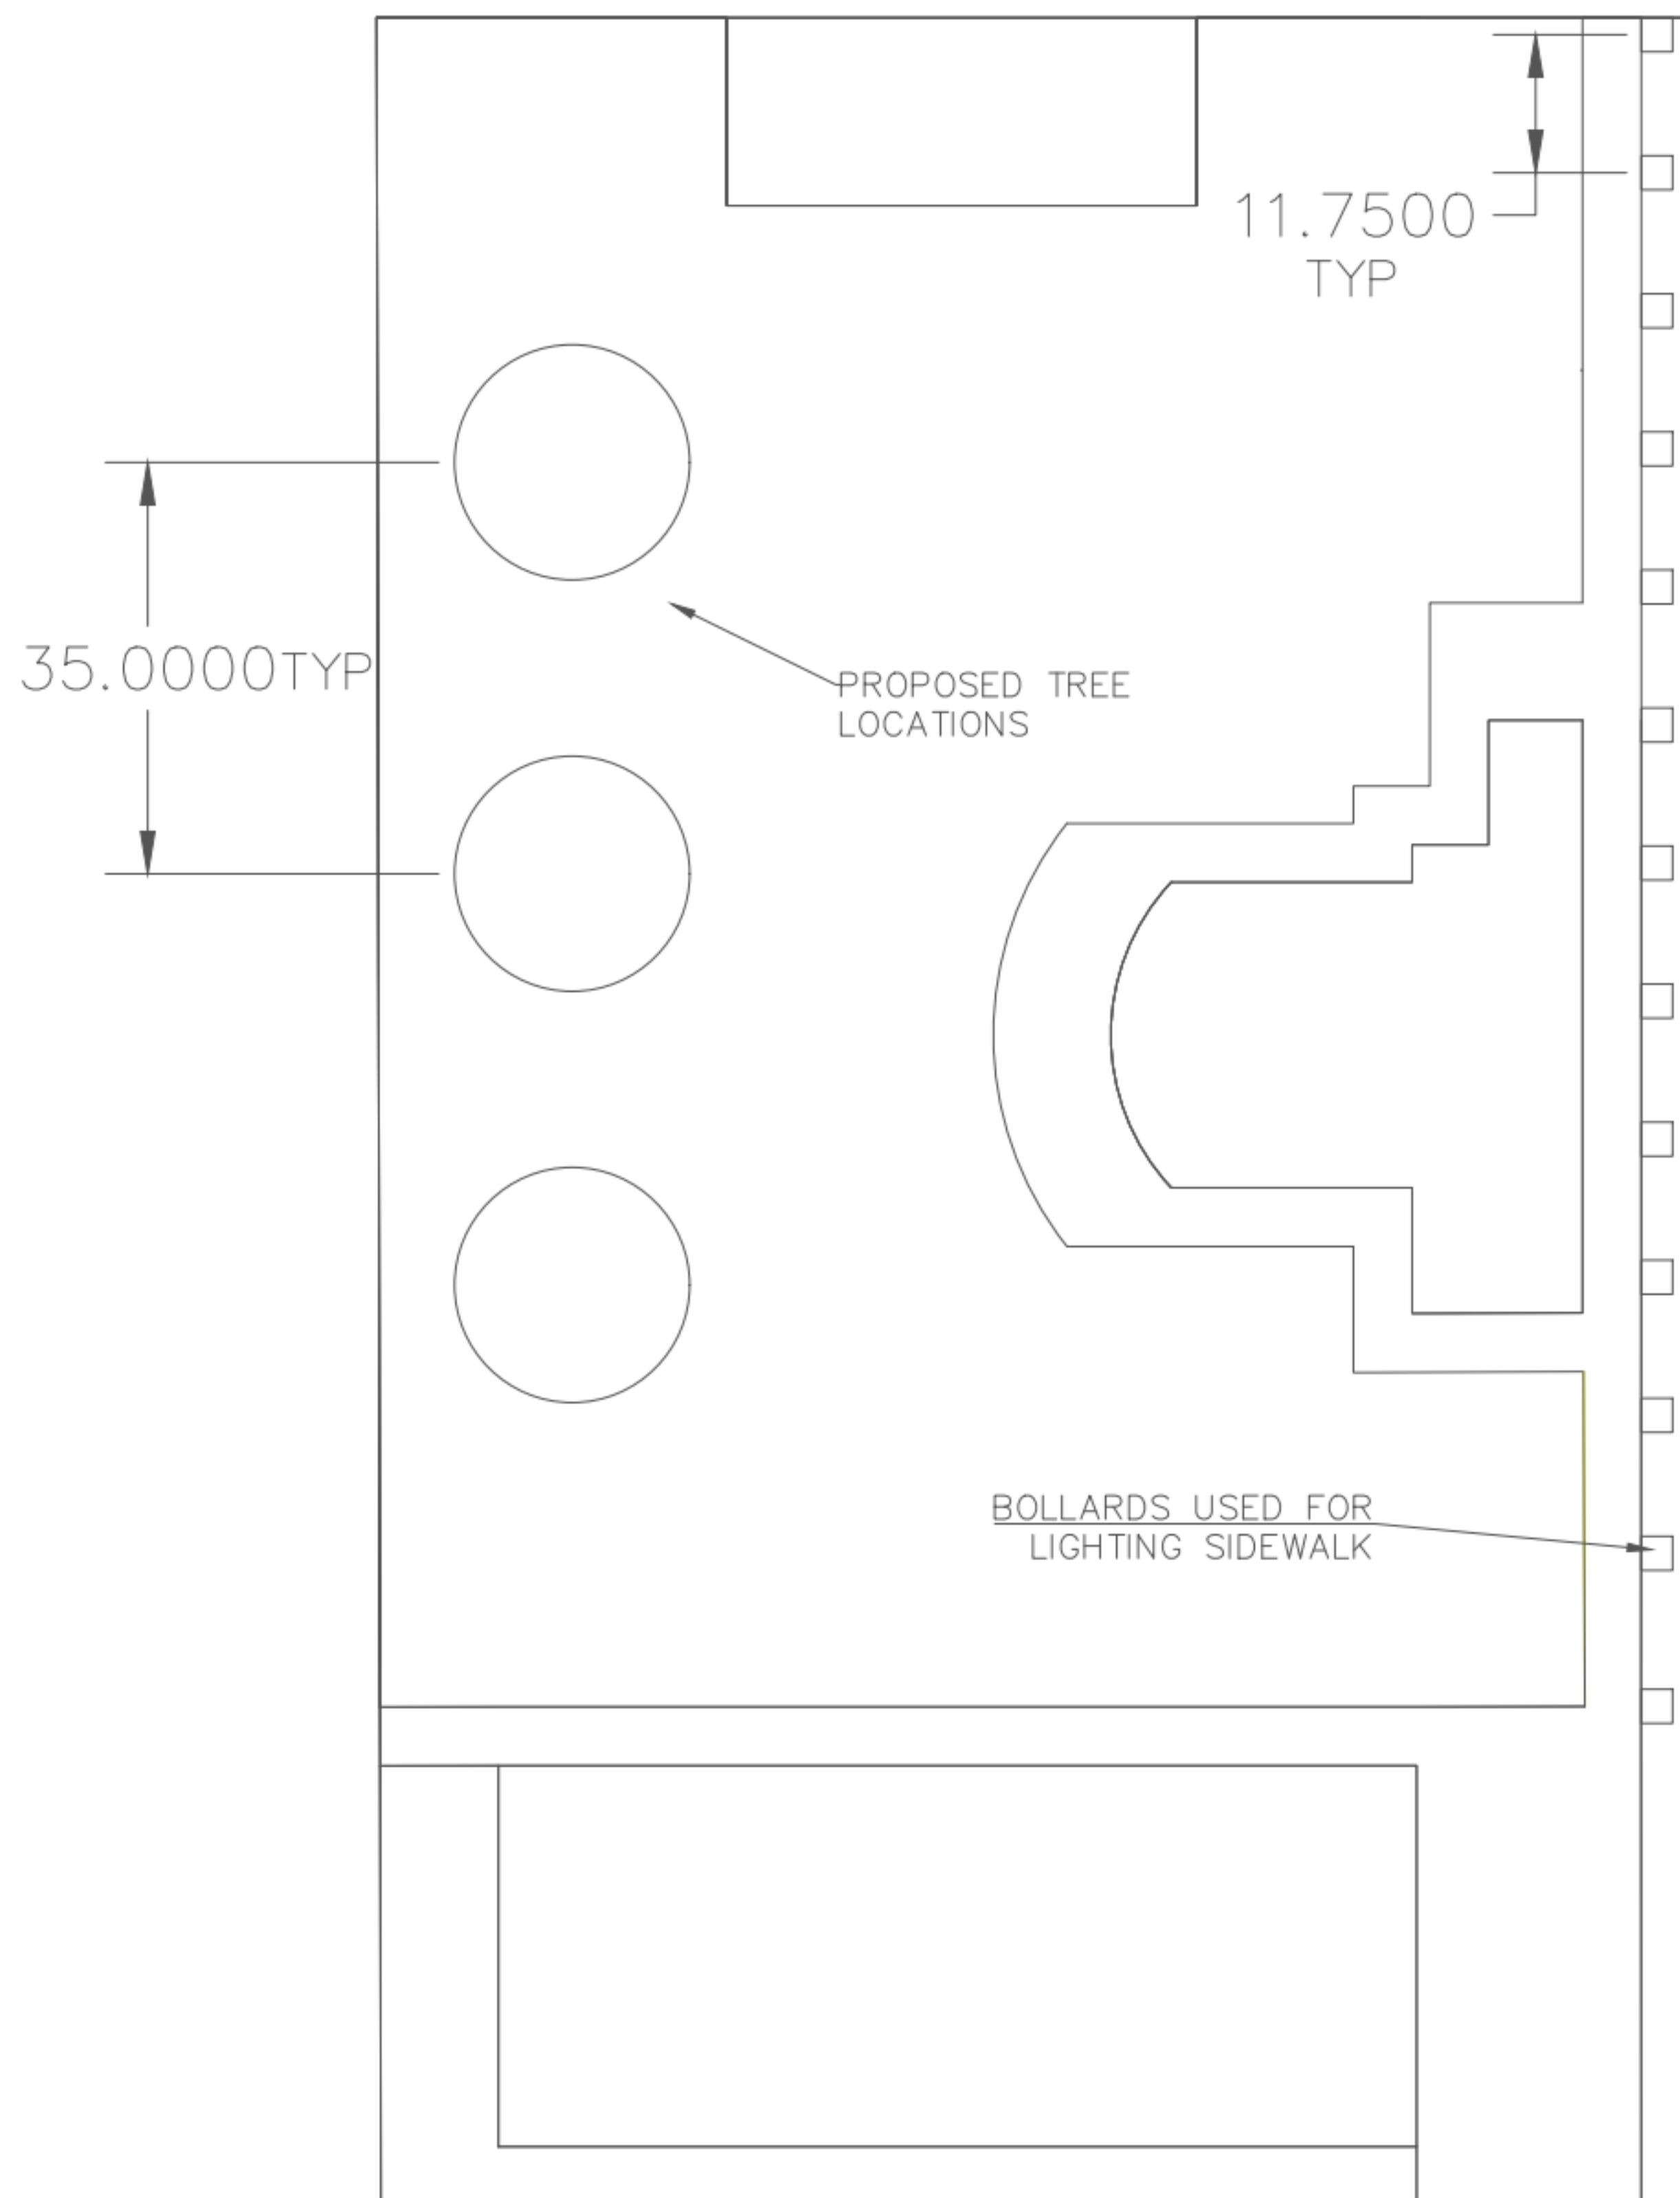 11.7500
TYP
35.0000TYP
PROPOSED TREE
LOCATIONS
BOLLARDS USED FOR
LIGHTING SIDEWALK